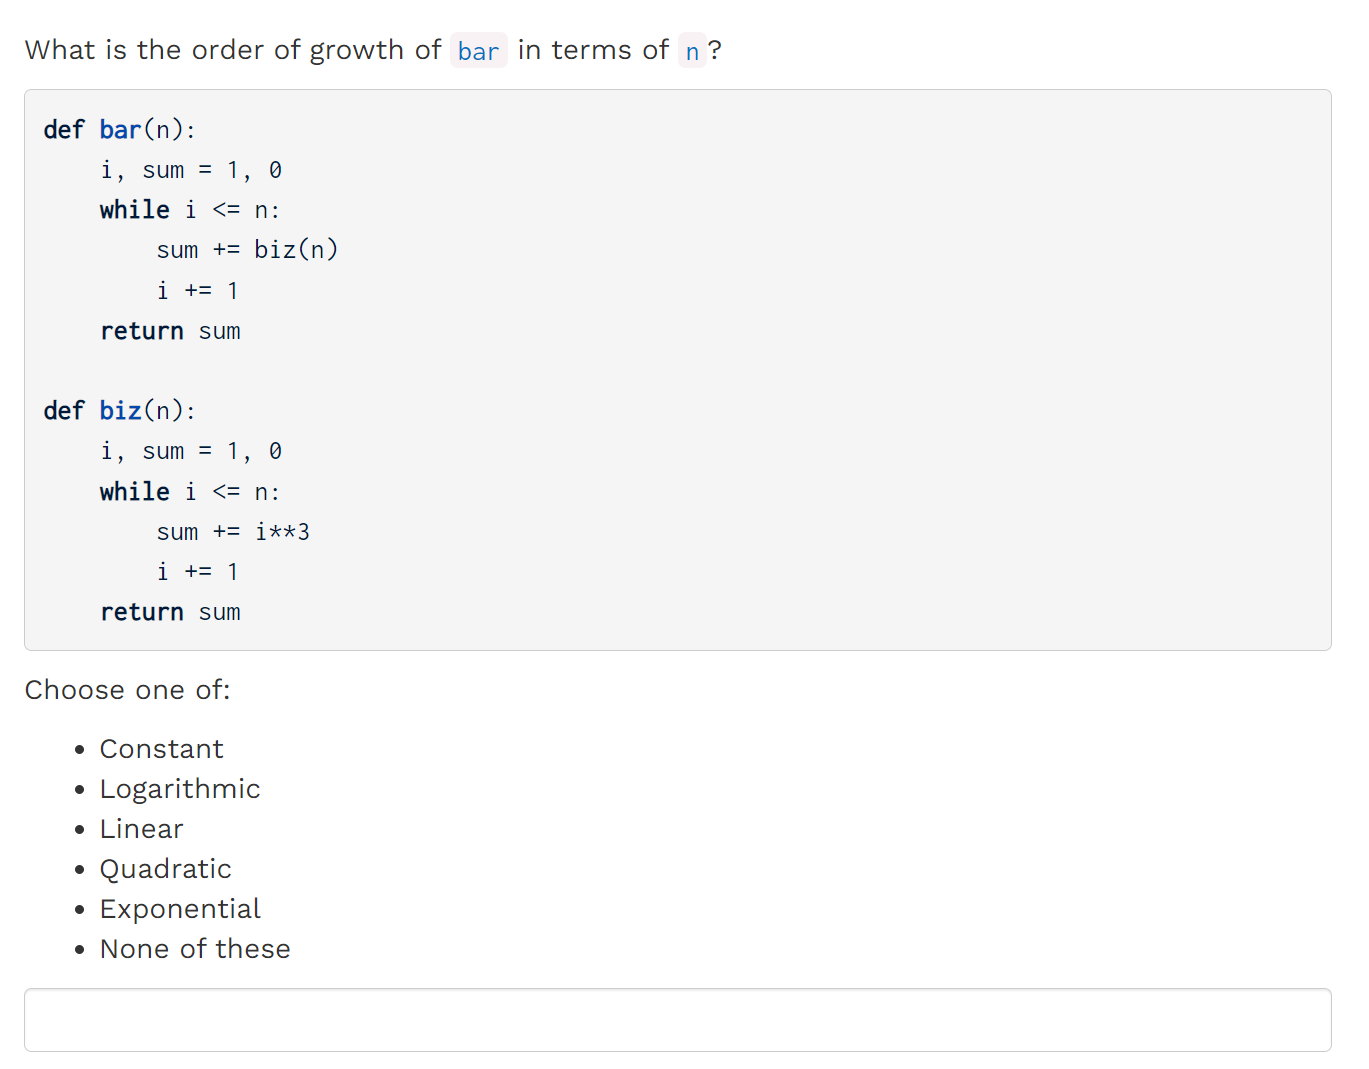 What is the order of growth of bar in terms of n?
def bar(n):
    i, sum = 1, 0
    while i <= n:
        sum += biz(n)
        i += 1
    return sum

def biz(n):
    i, sum = 1, 0
    while i <= n:
        sum += i**3
        i += 1
    return sum
Choose one of:
• Constant
• Logarithmic
• Linear
• Quadratic
• Exponential
• None of these